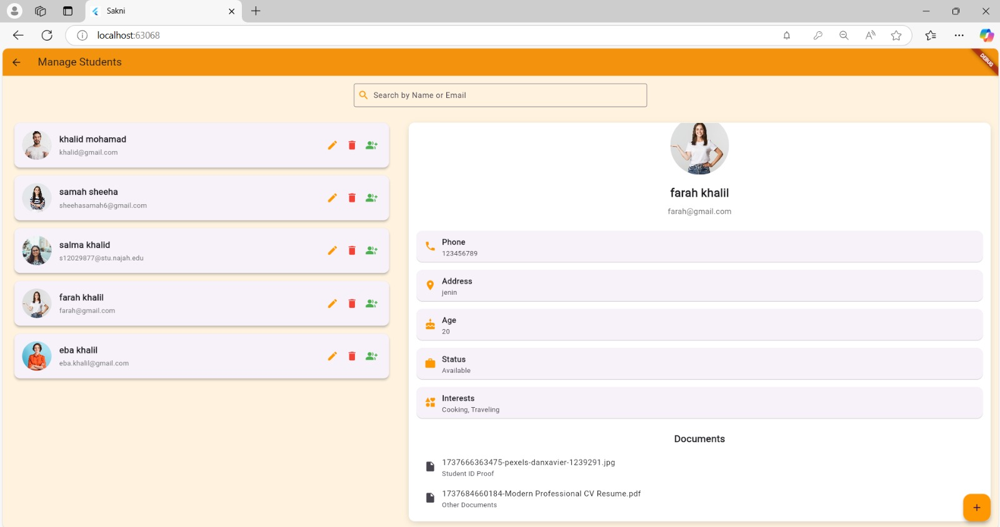 Sakni
localhost:63068
Manage Students
DEBUG
Search by Name or Email
khalid mohamad
khalid@gmail.com
samah sheeha
sheehasamah6@gmail.com
salma khalid
s12029877@stu.najah.edu
farah khalil
farah@gmail.com
eba khalil
eba.khalil@gmail.com
farah khalil
farah@gmail.com
Phone
123456789
Address
jenin
Age
20
Status
Available
Interests
Cooking, Traveling
Documents
1737666363475-pexels-danxavier-1239291.jpg
Student ID Proof
1737684660184-Modern Professional CV Resume.pdf
Other Documents